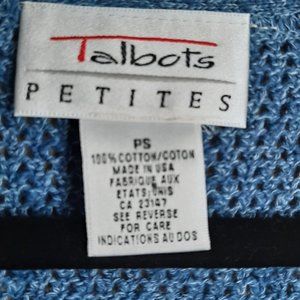 Talbots
PETITES
PS
100% COTTON/COTON
MADE IN USA
FABRIQUE AUX
ETATS-UNIS
CA 23147
SEE REVERSE
FOR CARE
INDICATIONS AU DOS